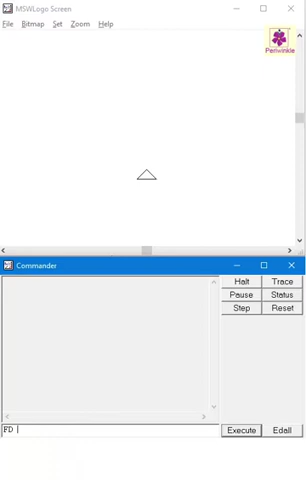 MSWLogo Screen
File Bitmap Set Zoom Help
Periwinkle
Commander
Halt Trace
Pause Status
Step Reset
FD
Execute Edall